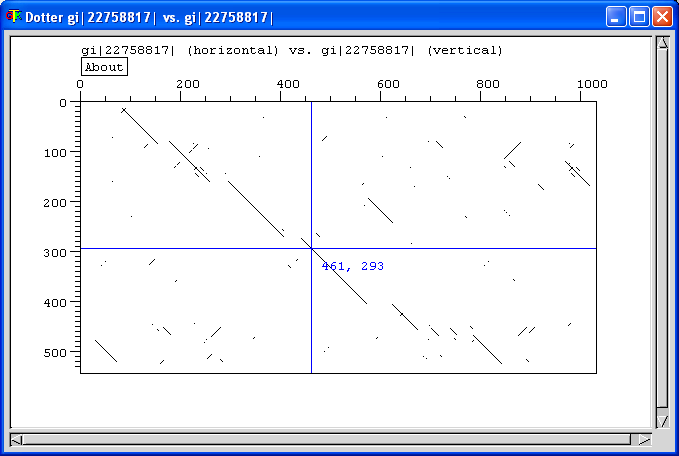 Dotter gi|22758817| vs. gi|22758817|
gi|22758817| (horizontal) vs. gi|22758817| (vertical)
About
0 200 400 600 800 1000
0
100
200
300
461, 293
400
500